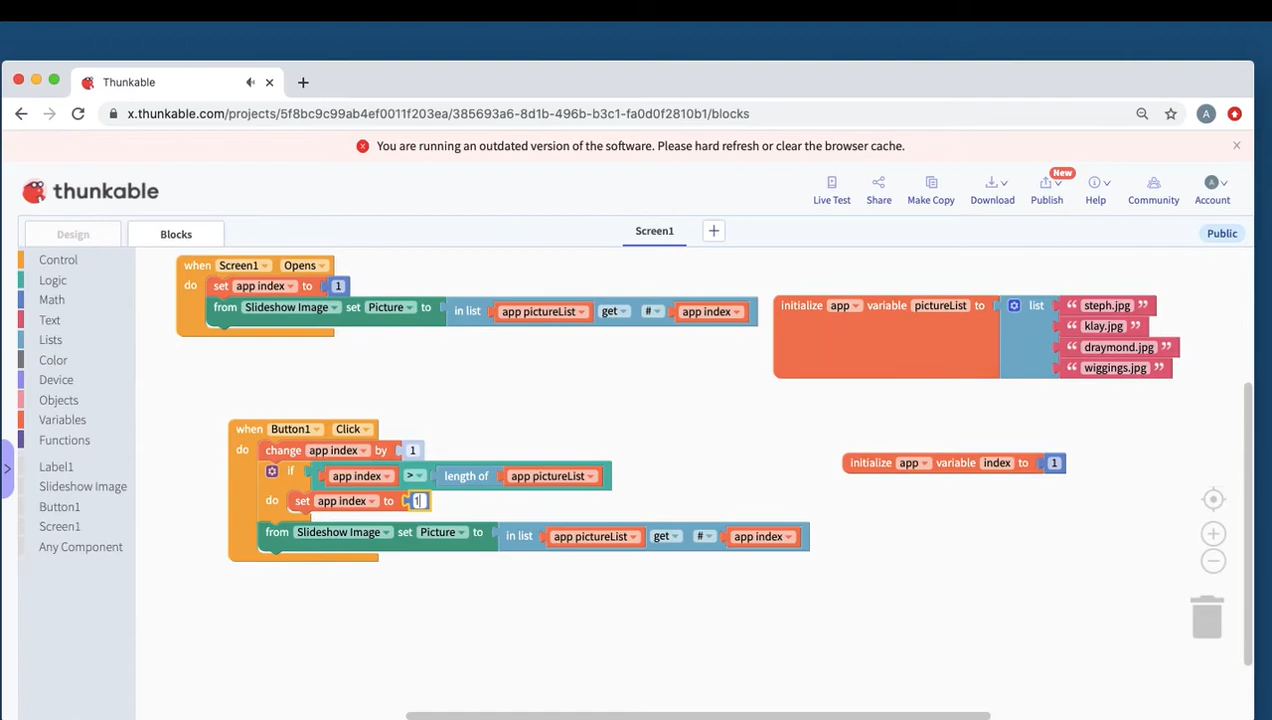 Thunkable
x.thunkable.com/projects/5f8bc9c99ab4ef0011f203ea/385693a6-8d1b-496b-b3c1-fa0d0f2810b1/blocks
A
You are running an outdated version of the software. Please hard refresh or clear the browser cache.
thunkable
New
Live Test Share Make Copy Download Publish Help Community Account
A
Design Blocks Screen1 Public
Control
Logic
Math
Text
Lists
Color
Device
Objects
Variables
Functions
Label1
Slideshow Image
Button1
Screen1
Any Component
when Screen1 Opens
do set app index to 1
from Slideshow Image set Picture to in list app pictureList get # app index
initialize app variable pictureList to list “ steph.jpg ”
“ klay.jpg ”
“ draymond.jpg ”
“ wiggings.jpg ”
when Button1 Click
do change app index by 1
if app index > length of app pictureList
do set app index to 1
from Slideshow Image set Picture to in list app pictureList get # app index
initialize app variable index to 1